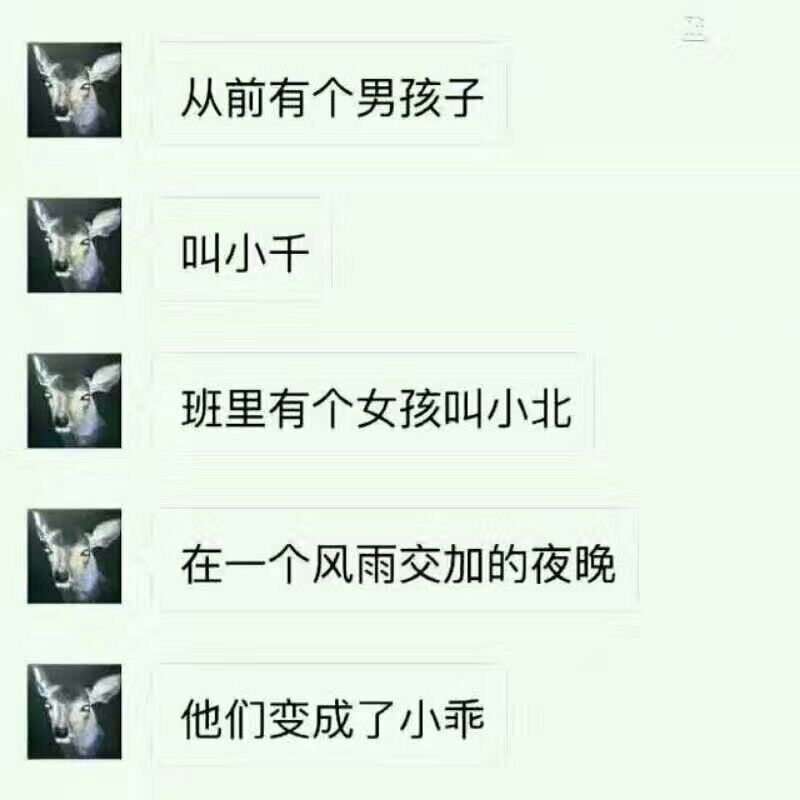 从前有个男孩子
叫小千
班里有个女孩叫小北
在一个风雨交加的夜晚
他们变成了小乖